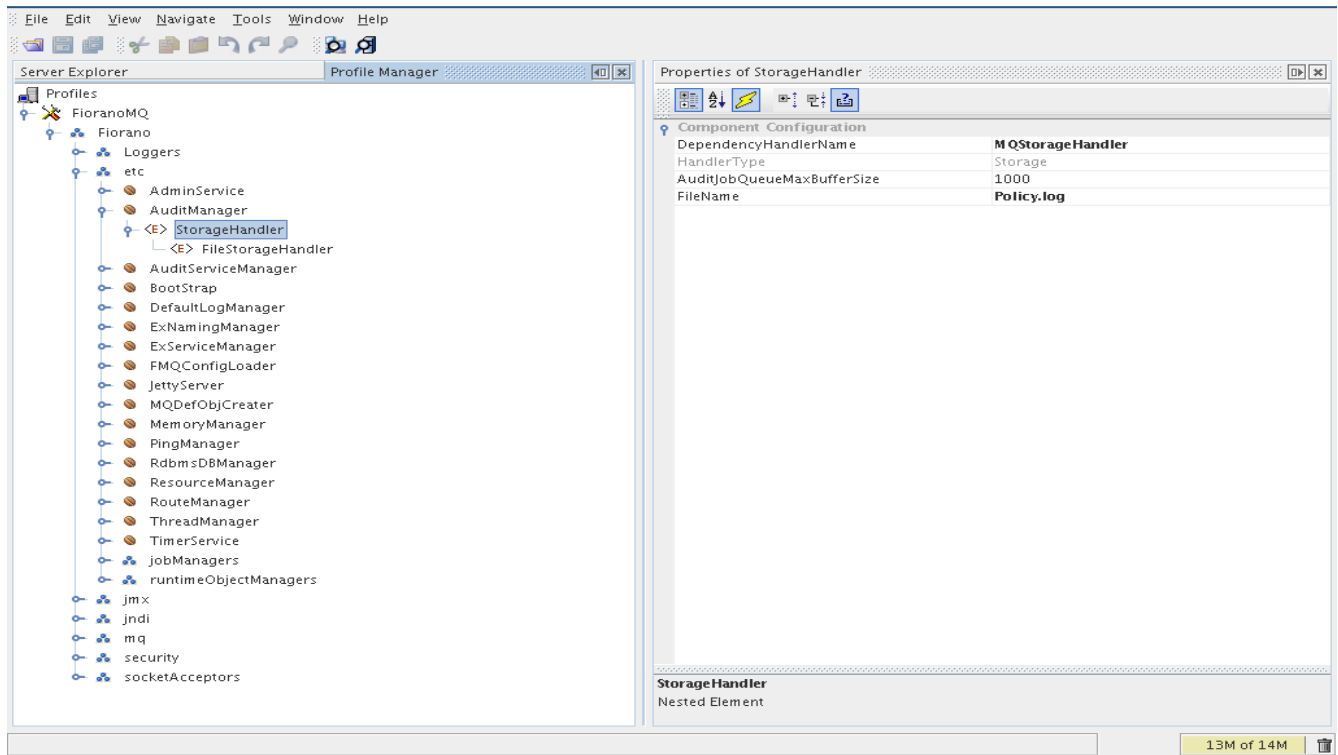 File Edit View Navigate Tools Window Help
Server Explorer
Profile Manager
Profiles
FioranoMQ
Fiorano
Loggers
etc
AdminService
AuditManager
<E> StorageHandler
<E> FileStorageHandler
AuditServiceManager
BootStrap
DefaultLogManager
ExNamingManager
ExServiceManager
FMQConfigLoader
JettyServer
MQDefObjCreater
MemoryManager
PingManager
RdbmsDBManager
ResourceManager
RouteManager
ThreadManager
TimerService
jobManagers
runtimeObjectManagers
jmx
jndi
mq
security
socketAcceptors
Properties of StorageHandler
Component Configuration
DependencyHandlerName MQStorageHandler
HandlerType Storage
AuditJobQueueMaxBufferSize 1000
FileName Policy.log
StorageHandler
Nested Element
13M of 14M